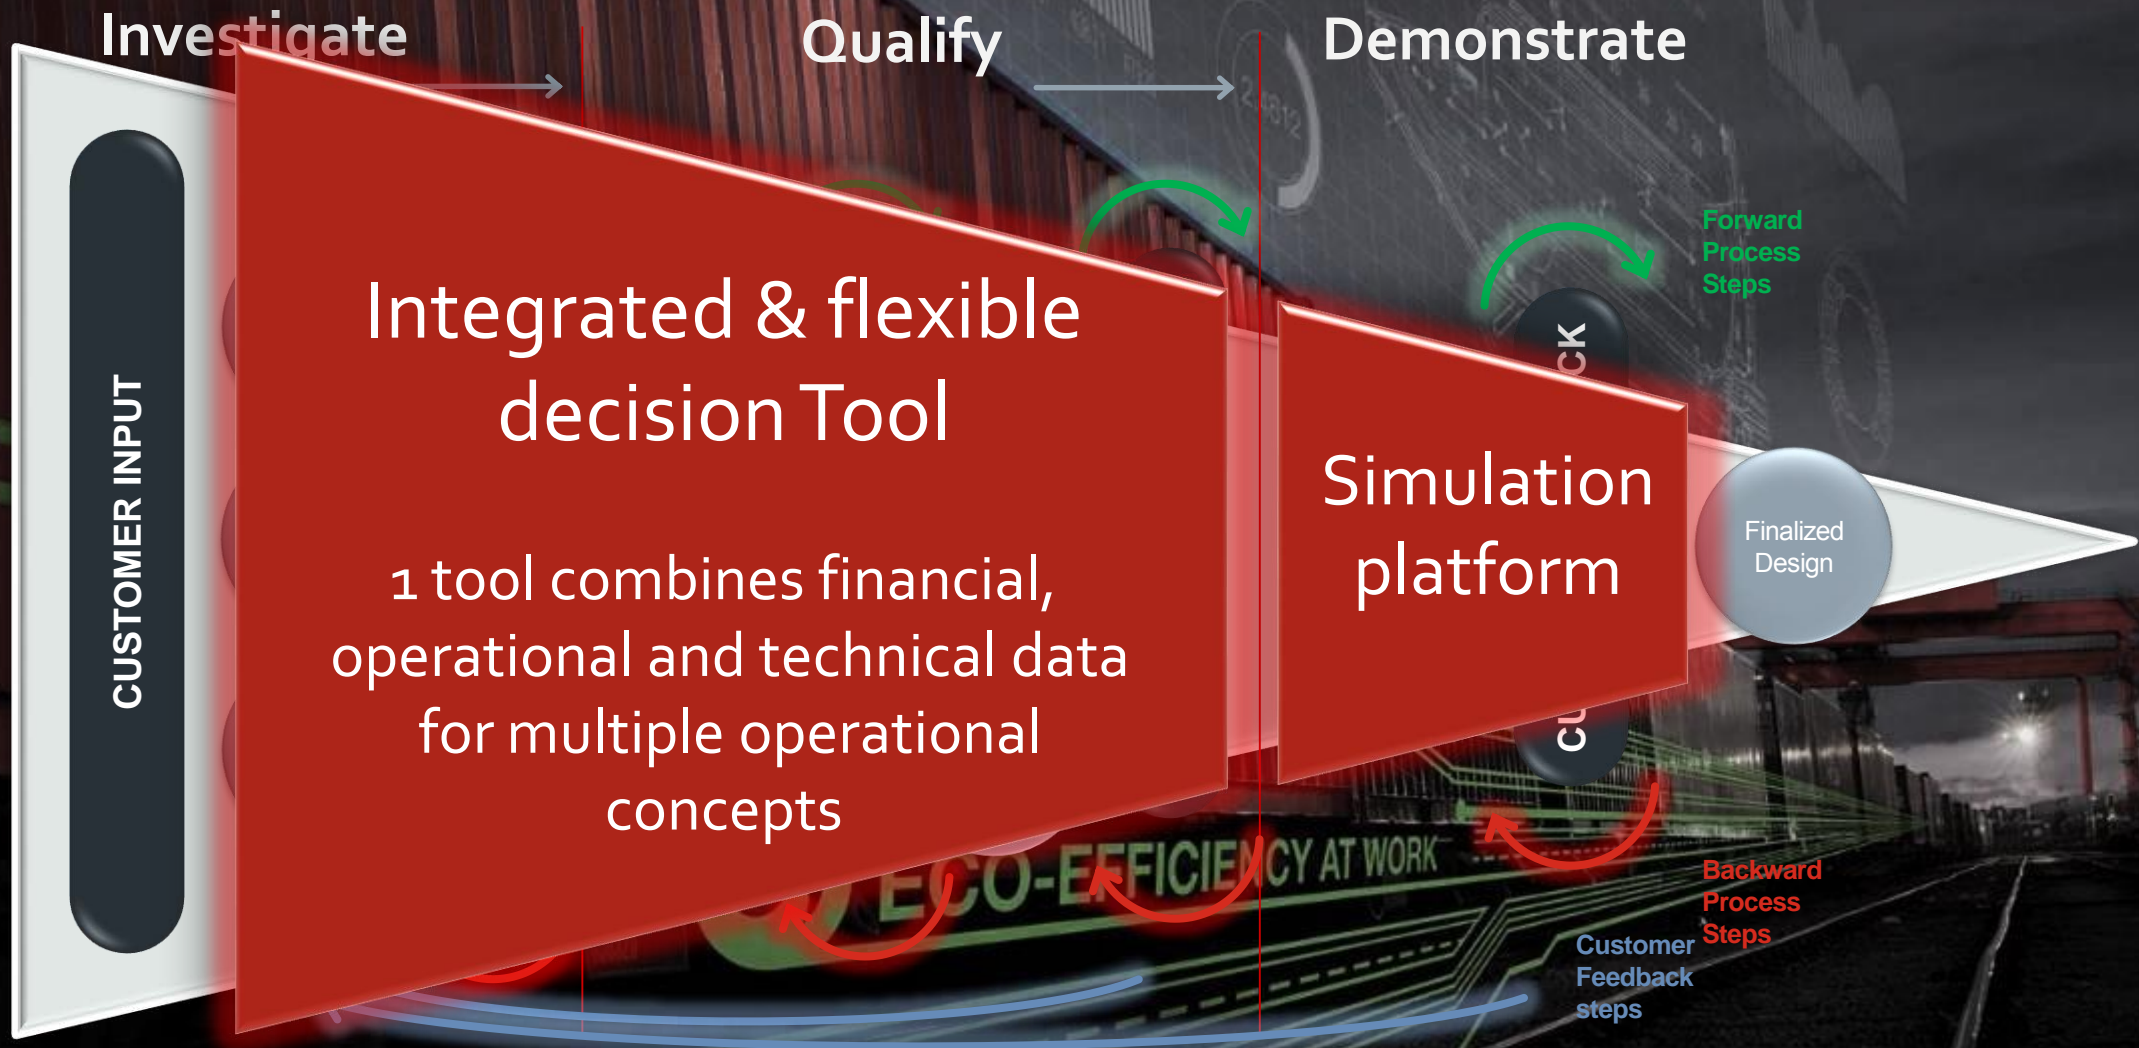 Investigate
Qualify
Demonstrate
CUSTOMER INPUT
Integrated & flexible
decision Tool
1 tool combines financial,
operational and technical data
for multiple operational
concepts
Simulation
platform
Finalized
Design
Forward
Process
Steps
Backward
Process
Steps
Customer
Feedback
steps
ECO-EFFICIENCY AT WORK